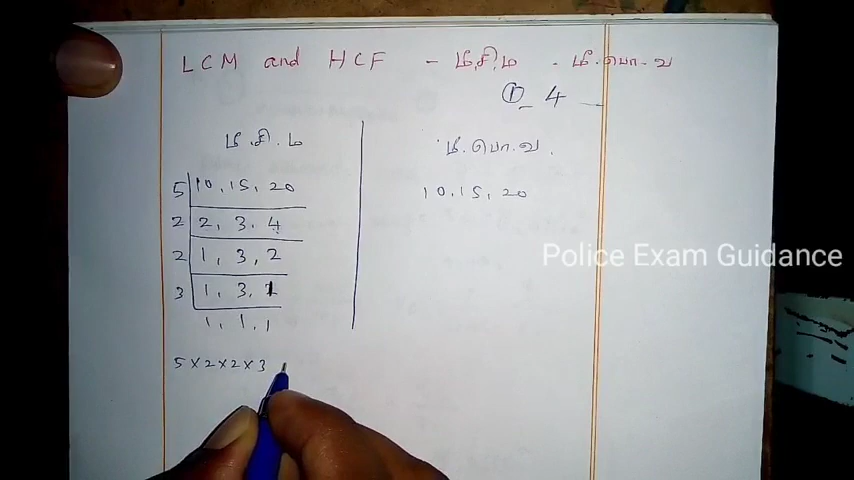 LCM and HCF - மீ.சி.ம - மீ.பொ.வ
① - 4
மீ.சி.ம
5 | 10, 15, 20
2 | 2, 3, 4
2 | 1, 3, 2
3 | 1, 3, 1
1, 1, 1
5 × 2 × 2 × 3
மீ.பொ.வ.
10, 15, 20
Police Exam Guidance